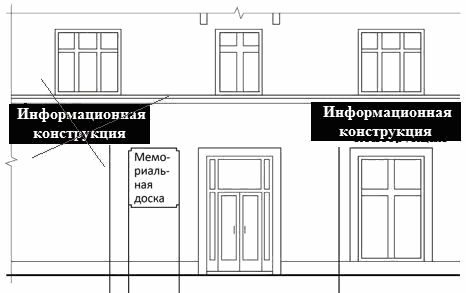 Информационная
конструкция
Информационная
конструкция
Мемо-
риаль-
ная
доска